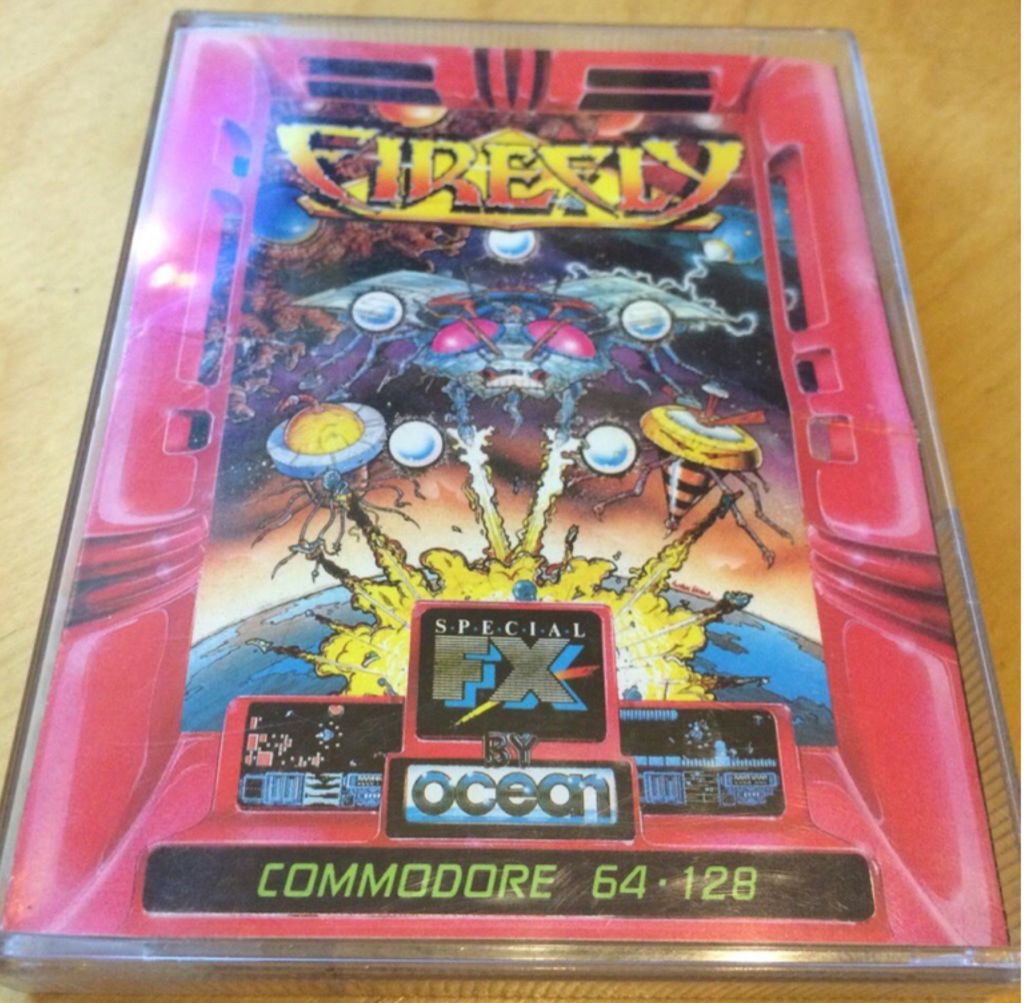 FIREFLY
SPECIAL
FX
BY
ocean
COMMODORE 64·128